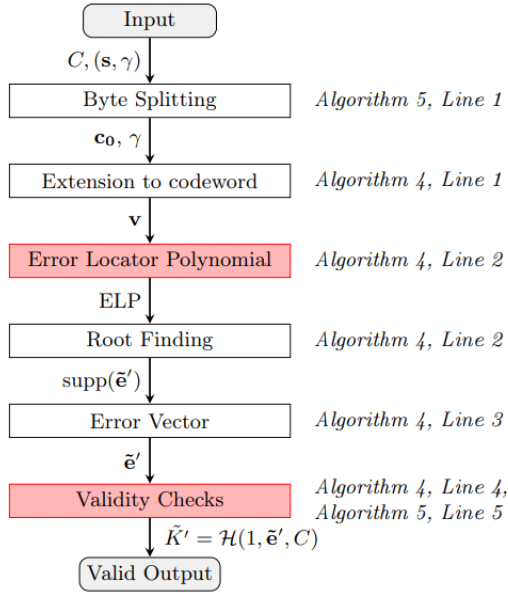 Input
C, (s, γ)
Byte Splitting Algorithm 5, Line 1
c₀, γ
Extension to codeword Algorithm 4, Line 1
v
Error Locator Polynomial Algorithm 4, Line 2
ELP
Root Finding Algorithm 4, Line 2
supp(ẽ′)
Error Vector Algorithm 4, Line 3
ẽ′
Validity Checks Algorithm 4, Line 4,
Algorithm 5, Line 5
K̃′ = ℋ(1, ẽ′, C)
Valid Output